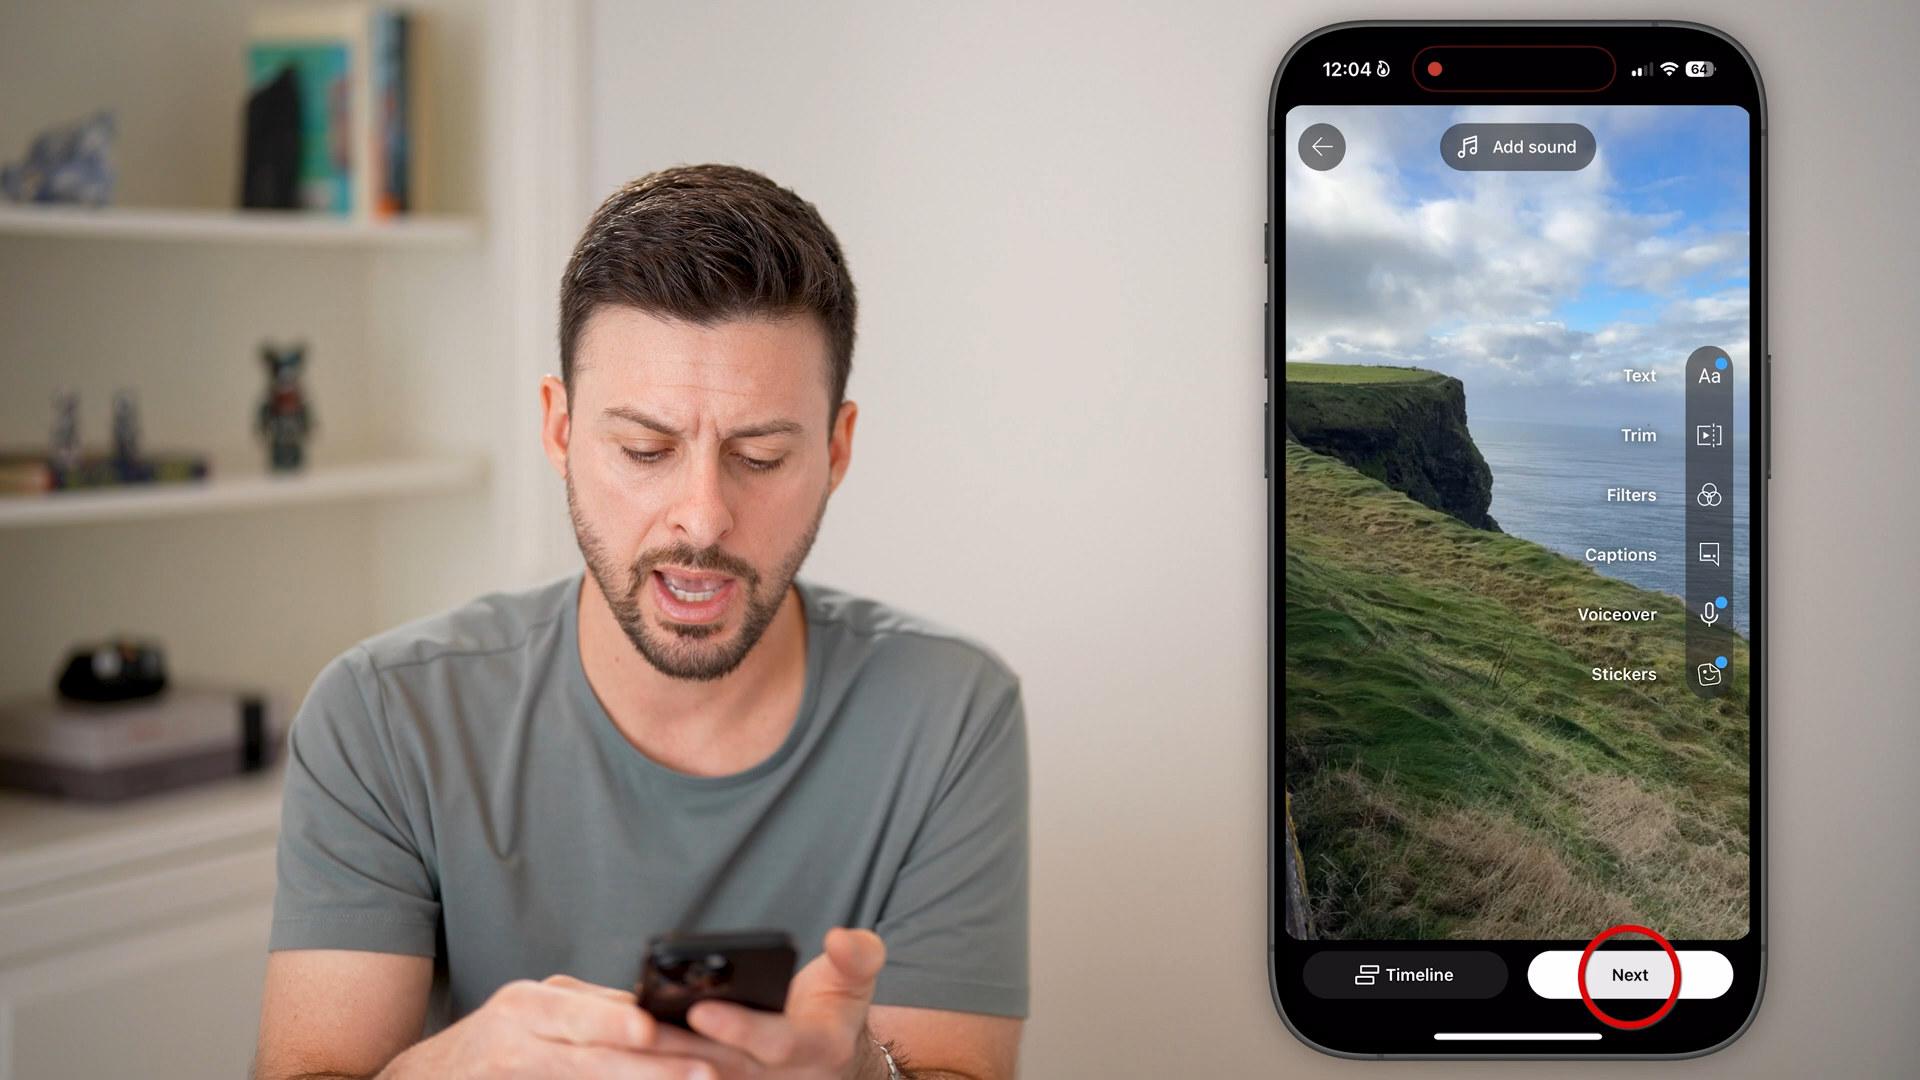 12:04
64
Add sound
Text
Aa
Trim
Filters
Captions
Voiceover
Stickers
Timeline
Next